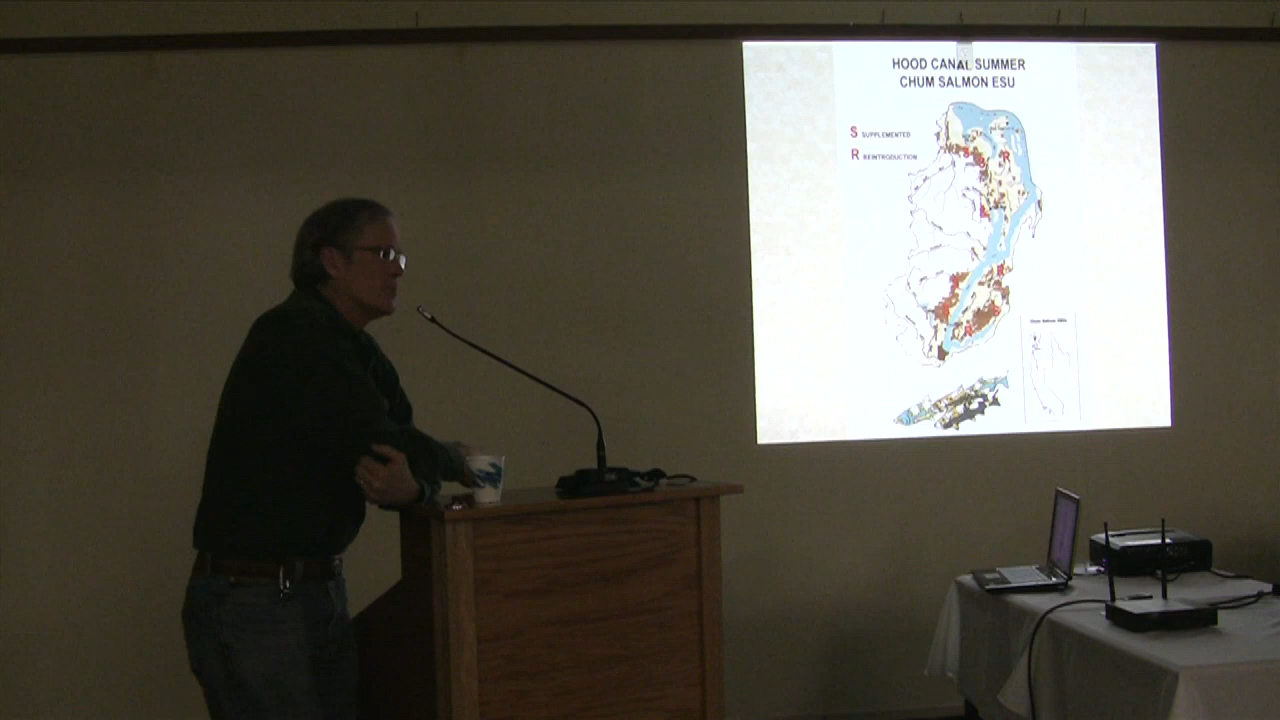 HOOD CANAL SUMMER
CHUM SALMON ESU
S SUPPLEMENTED
R REINTRODUCTION
S
S
R
S
R
S
S
R